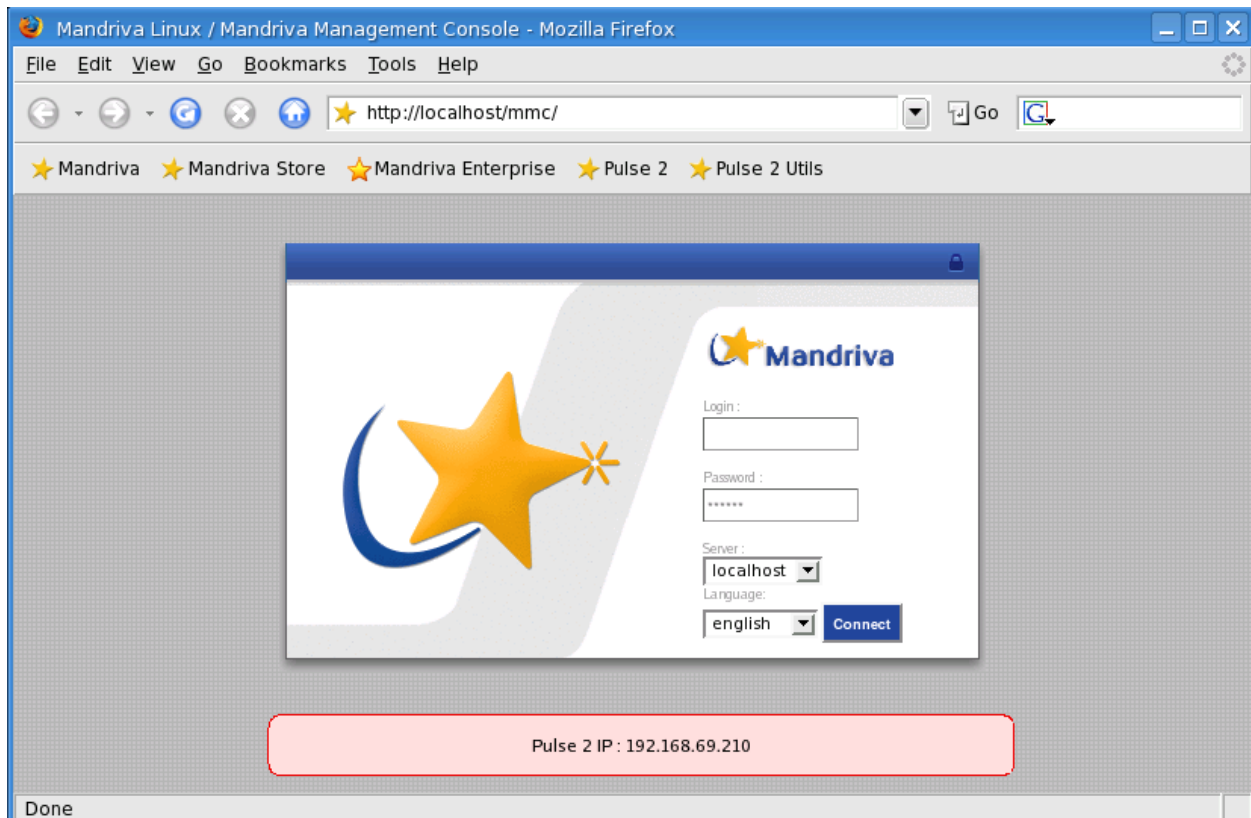 Mandriva Linux / Mandriva Management Console - Mozilla Firefox
File Edit View Go Bookmarks Tools Help
http://localhost/mmc/ Go G
Mandriva Mandriva Store Mandriva Enterprise Pulse 2 Pulse 2 Utils
Mandriva
Login :
Password :
******
Server :
localhost
Language:
english Connect
Pulse 2 IP : 192.168.69.210
Done